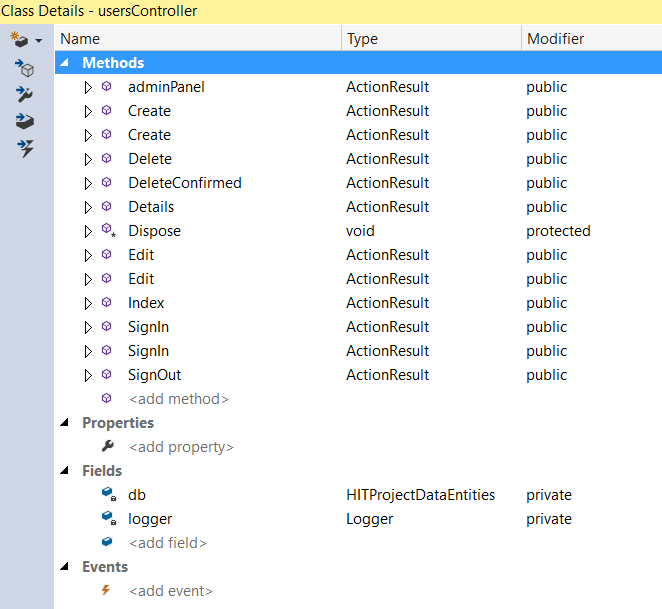 Class Details - usersController
Name Type Modifier
Methods
adminPanel ActionResult public
Create ActionResult public
Create ActionResult public
Delete ActionResult public
DeleteConfirmed ActionResult public
Details ActionResult public
Dispose void protected
Edit ActionResult public
Edit ActionResult public
Index ActionResult public
SignIn ActionResult public
SignIn ActionResult public
SignOut ActionResult public
<add method>
Properties
<add property>
Fields
db HITProjectDataEntities private
logger Logger private
<add field>
Events
<add event>